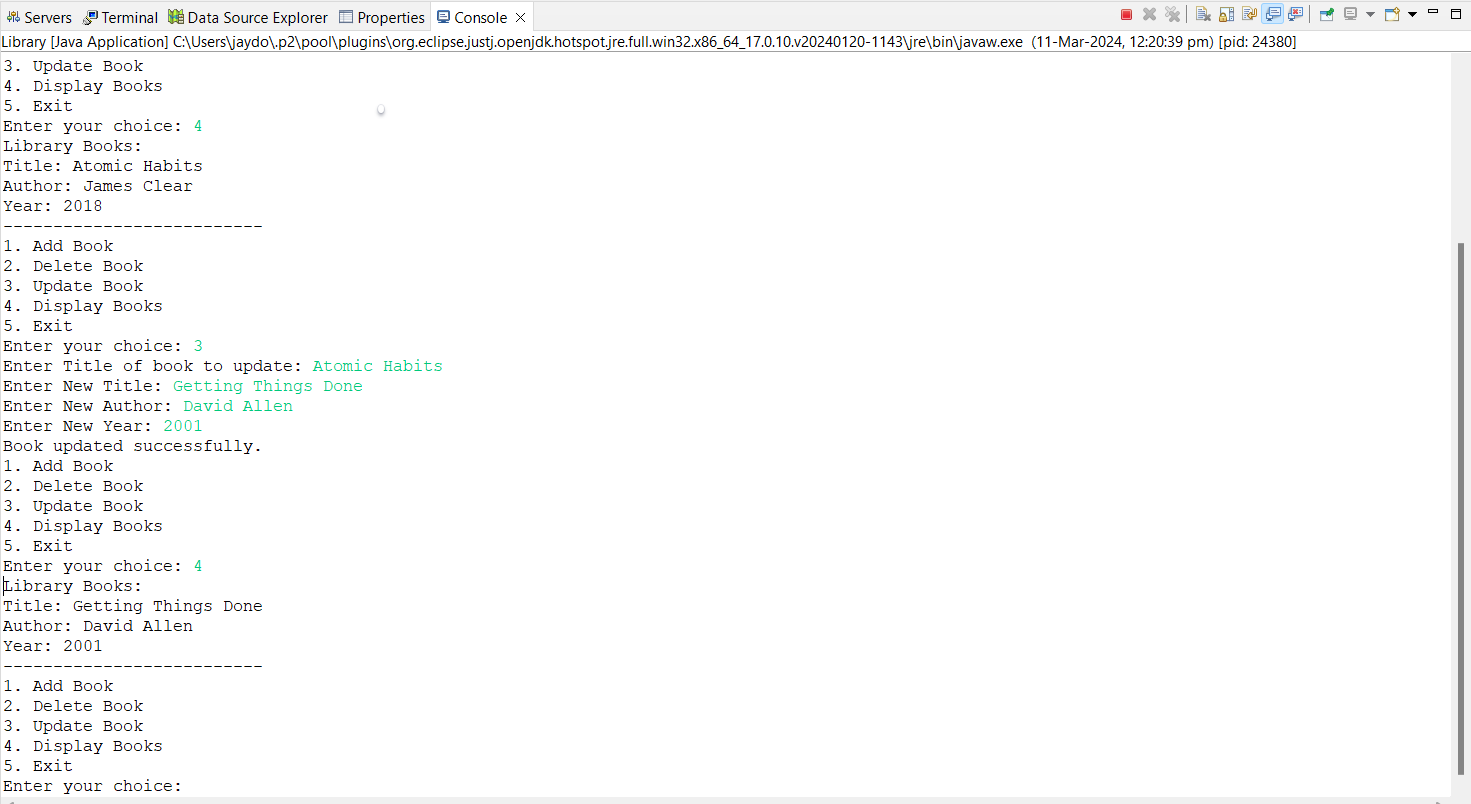 Servers Terminal Data Source Explorer Properties Console
Library [Java Application] C:\Users\jaydo\.p2\pool\plugins\org.eclipse.justj.openjdk.hotspot.jre.full.win32.x86_64_17.0.10.v20240120-1143\jre\bin\javaw.exe (11-Mar-2024, 12:20:39 pm) [pid: 24380]
3. Update Book
4. Display Books
5. Exit
Enter your choice: 4
Library Books:
Title: Atomic Habits
Author: James Clear
Year: 2018
--------------------------
1. Add Book
2. Delete Book
3. Update Book
4. Display Books
5. Exit
Enter your choice: 3
Enter Title of book to update: Atomic Habits
Enter New Title: Getting Things Done
Enter New Author: David Allen
Enter New Year: 2001
Book updated successfully.
1. Add Book
2. Delete Book
3. Update Book
4. Display Books
5. Exit
Enter your choice: 4
Library Books:
Title: Getting Things Done
Author: David Allen
Year: 2001
--------------------------
1. Add Book
2. Delete Book
3. Update Book
4. Display Books
5. Exit
Enter your choice: